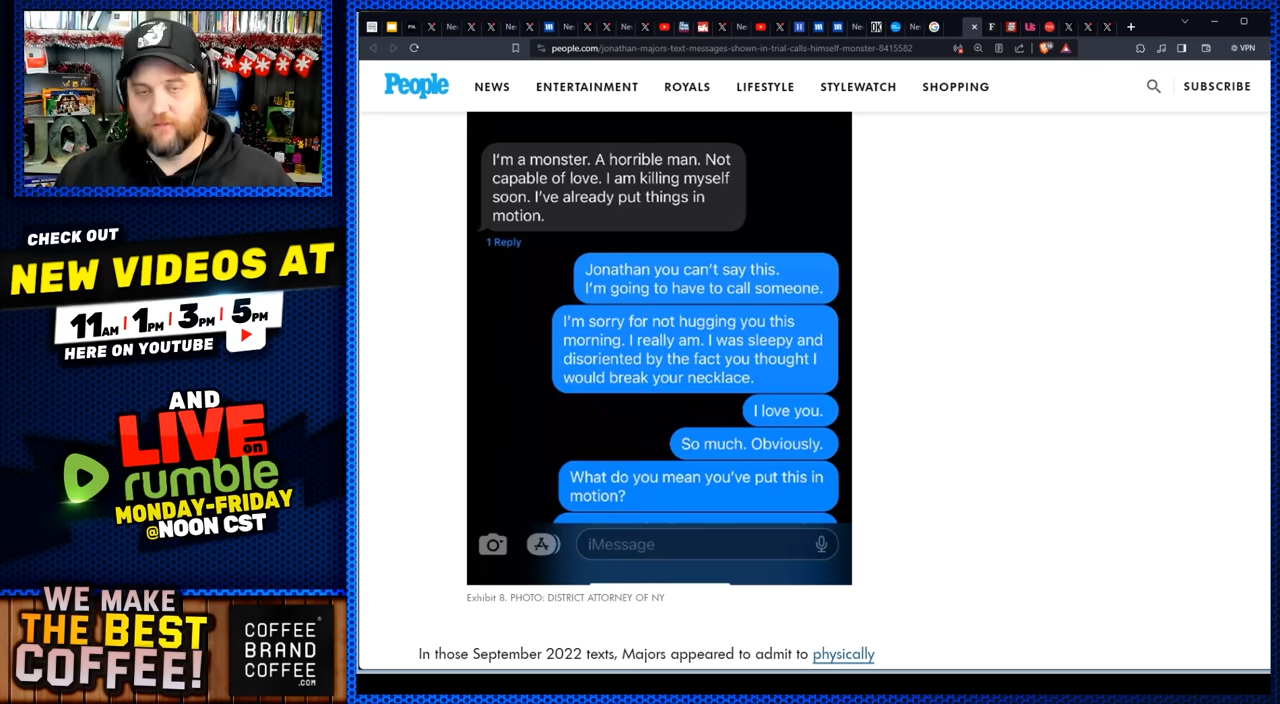 CHECK OUT
NEW VIDEOS AT
11AM | 1PM | 3PM | 5PM
HERE ON YOUTUBE
AND
LIVE on
rumble
MONDAY-FRIDAY
@NOON CST
WE MAKE
THE BEST
COFFEE!
COFFEE
BRAND
COFFEE
.COM
people.com/jonathan-majors-text-messages-shown-in-trial-calls-himself-monster-8415582
VPN
People
NEWS ENTERTAINMENT ROYALS LIFESTYLE STYLEWATCH SHOPPING
SUBSCRIBE
I'm a monster. A horrible man. Not
capable of love. I am killing myself
soon. I've already put things in
motion.
1 Reply
Jonathan you can't say this.
I'm going to have to call someone.
I'm sorry for not hugging you this
morning. I really am. I was sleepy and
disoriented by the fact you thought I
would break your necklace.
I love you.
So much. Obviously.
What do you mean you've put this in
motion?
iMessage
Exhibit 8. PHOTO: DISTRICT ATTORNEY OF NY
In those September 2022 texts, Majors appeared to admit to physically